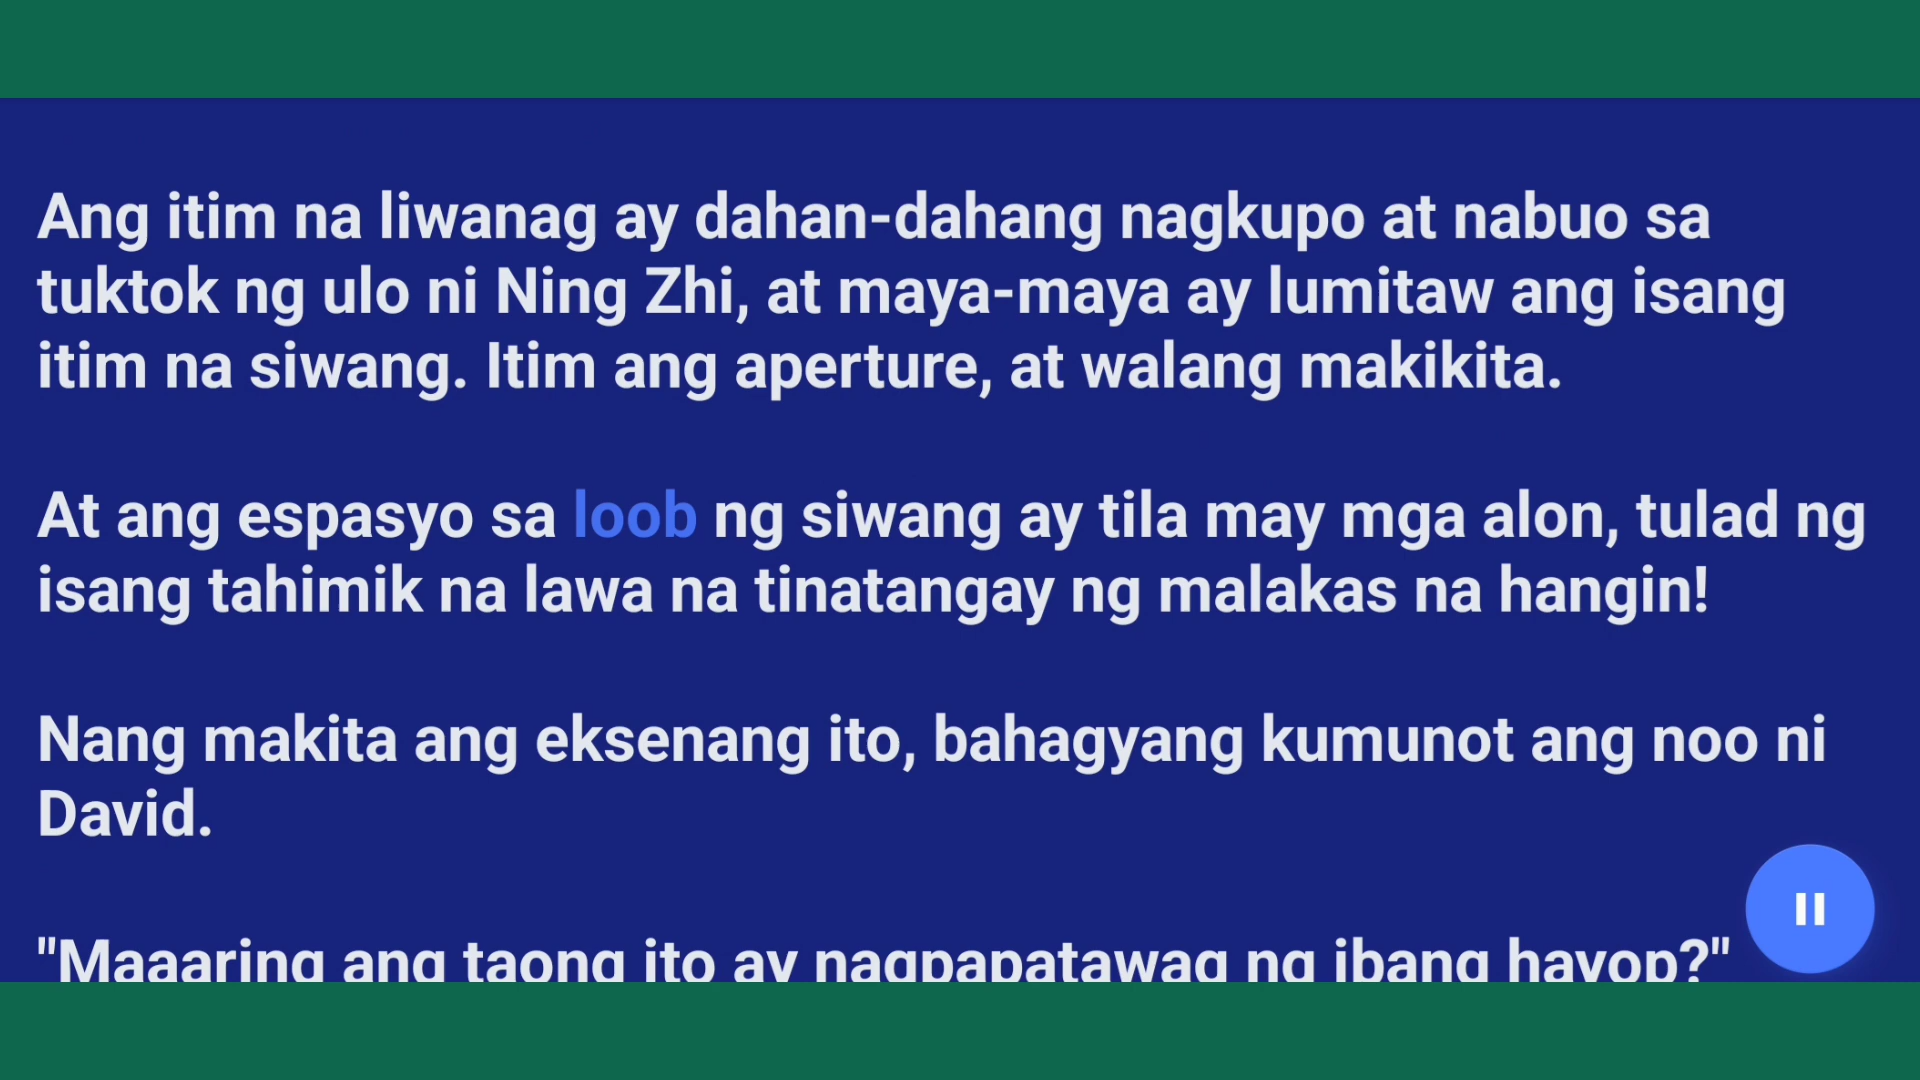 Ang itim na liwanag ay dahan-dahang nagkupo at nabuo sa
tuktok ng ulo ni Ning Zhi, at maya-maya ay lumitaw ang isang
itim na siwang. Itim ang aperture, at walang makikita.
At ang espasyo sa loob ng siwang ay tila may mga alon, tulad ng
isang tahimik na lawa na tinatangay ng malakas na hangin!
Nang makita ang eksenang ito, bahagyang kumunot ang noo ni
David.
"Maaaring ang taong ito ay nagpapatawag ng ibang hayop?"